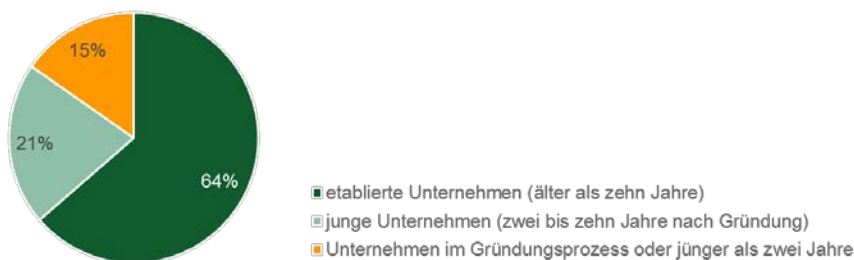 15%
21%
64%
etablierte Unternehmen (älter als zehn Jahre)
junge Unternehmen (zwei bis zehn Jahre nach Gründung)
Unternehmen im Gründungsprozess oder jünger als zwei Jahre